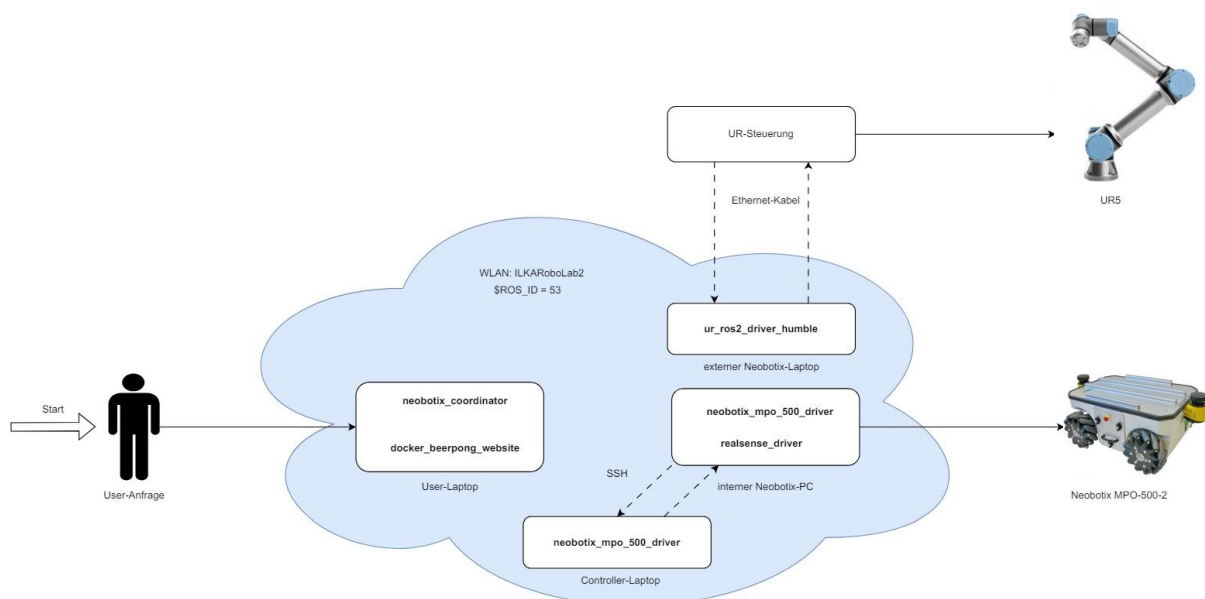 UR-Steuerung
UR5
Ethernet-Kabel
WLAN: ILKARoboLab2
$ROS_ID = 53
ur_ros2_driver_humble
externer Neobotix-Laptop
Start
User-Anfrage
neobotix_coordinator
docker_beerpong_website
User-Laptop
neobotix_mpo_500_driver
realsense_driver
interner Neobotix-PC
Neobotix MPO-500-2
SSH
neobotix_mpo_500_driver
Controller-Laptop